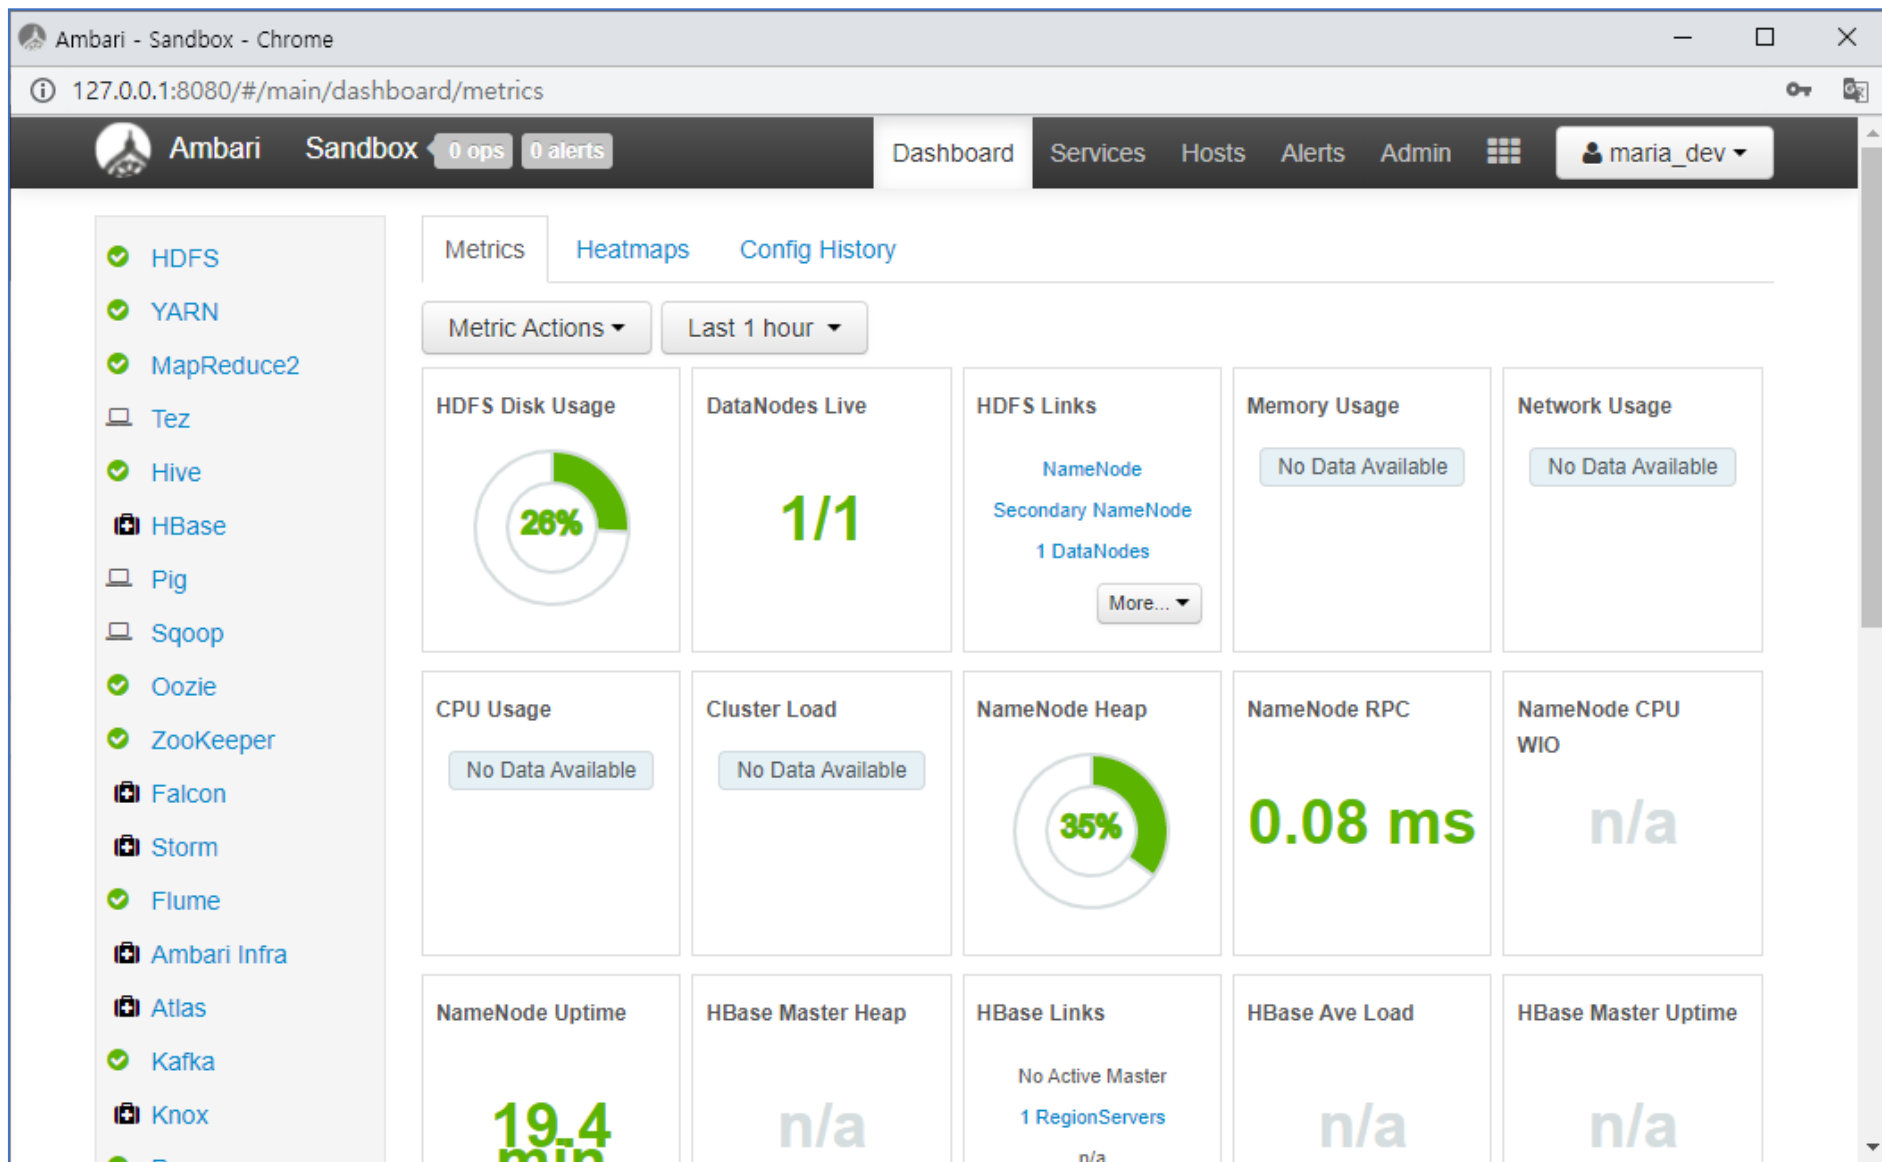 Ambari - Sandbox - Chrome
127.0.0.1:8080/#/main/dashboard/metrics
Ambari Sandbox 0 ops 0 alerts Dashboard Services Hosts Alerts Admin maria_dev
HDFS
YARN
MapReduce2
Tez
Hive
HBase
Pig
Sqoop
Oozie
ZooKeeper
Falcon
Storm
Flume
Ambari Infra
Atlas
Kafka
Knox
Metrics Heatmaps Config History
Metric Actions Last 1 hour
HDFS Disk Usage
26%
DataNodes Live
1/1
HDFS Links
NameNode
Secondary NameNode
1 DataNodes
More...
Memory Usage
No Data Available
Network Usage
No Data Available
CPU Usage
No Data Available
Cluster Load
No Data Available
NameNode Heap
35%
NameNode RPC
0.08 ms
NameNode CPU
WIO
n/a
NameNode Uptime
19.4
min
HBase Master Heap
n/a
HBase Links
No Active Master
1 RegionServers
n/a
HBase Ave Load
n/a
HBase Master Uptime
n/a